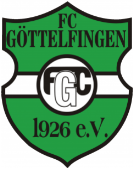 FC
GÖTTELFINGEN
FGC
1926 e.V.